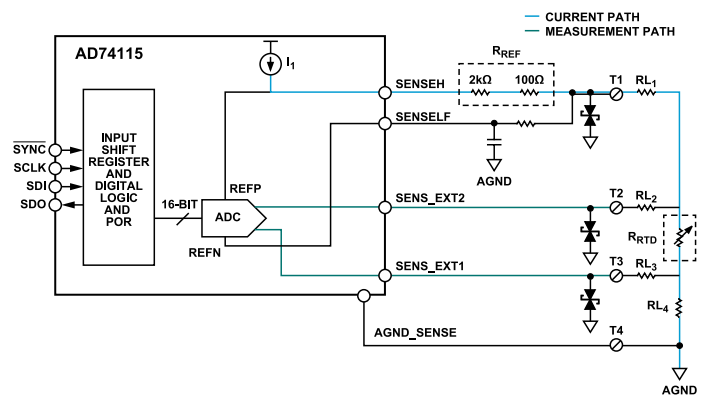 CURRENT PATH
MEASUREMENT PATH
AD74115
I1
RREF
2kΩ
100Ω
SENSEH
T1
RL1
SENSELF
AGND
SYNC
SCLK
SDI
SDO
INPUT
SHIFT
REGISTER
AND
DIGITAL
LOGIC
AND
POR
16-BIT
REFP
ADC
REFN
SENS_EXT2
T2
RL2
RRTD
SENS_EXT1
T3
RL3
RL4
AGND_SENSE
T4
AGND